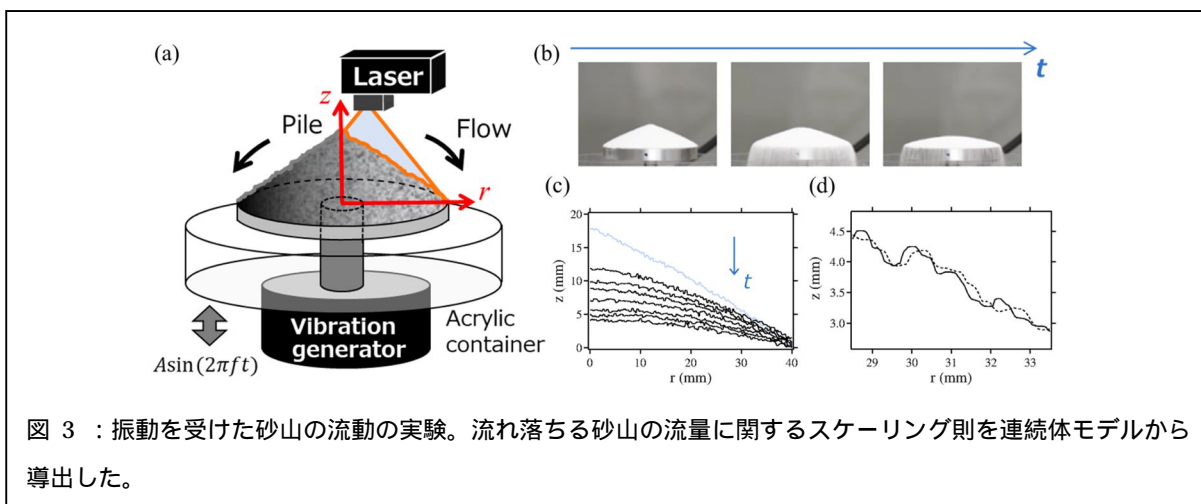 (a)
Laser
z
Pile
Flow
r
Vibration
generator
Acrylic
container
Asin(2πft)
(b)
t
(c)
20
15
10
5
0
z (mm)
t
0
10
20
30
40
r (mm)
(d)
4.5
4.0
3.5
3.0
z (mm)
29
30
31
32
33
r (mm)
図 3 ：振動を受けた砂山の流動の実験。流れ落ちる砂山の流量に関するスケーリング則を連続体モデルから
導出した。